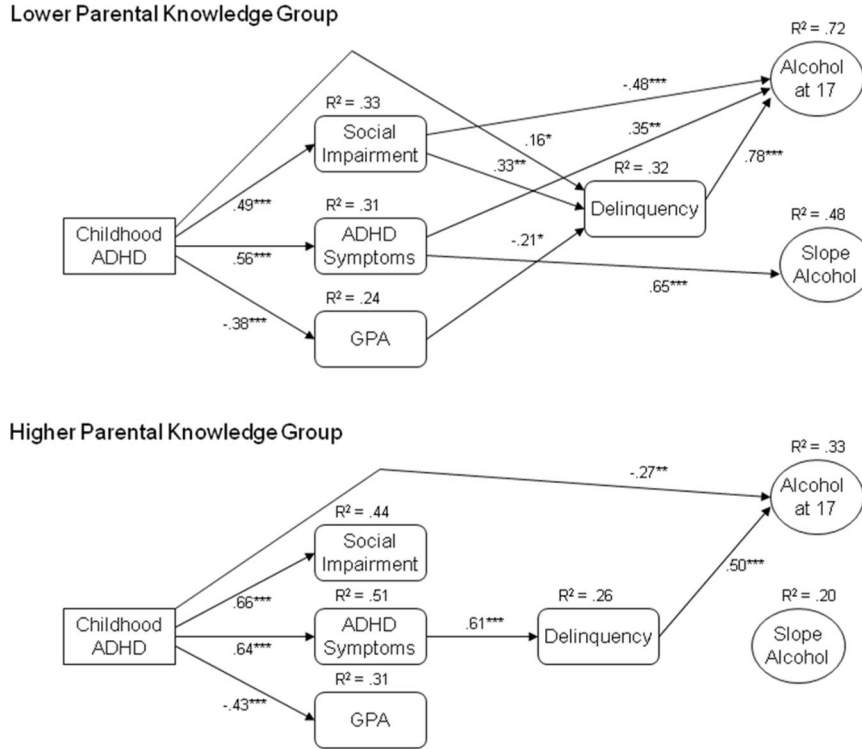 Lower Parental Knowledge Group
R² = .72
Alcohol
at 17
-.48***
R² = .33
Social
Impairment
.35**
.16*
.33**
R² = .32
.78***
.49***
Delinquency
R² = .31
R² = .48
Childhood
ADHD
.56***
ADHD
Symptoms
-.21*
Slope
Alcohol
.65***
R² = .24
-.38***
GPA
Higher Parental Knowledge Group
R² = .33
-.27**
Alcohol
at 17
R² = .44
Social
Impairment
.50***
.66***
R² = .51
R² = .26
R² = .20
Childhood
ADHD
.64***
ADHD
Symptoms
.61***
Delinquency
Slope
Alcohol
R² = .31
-.43***
GPA